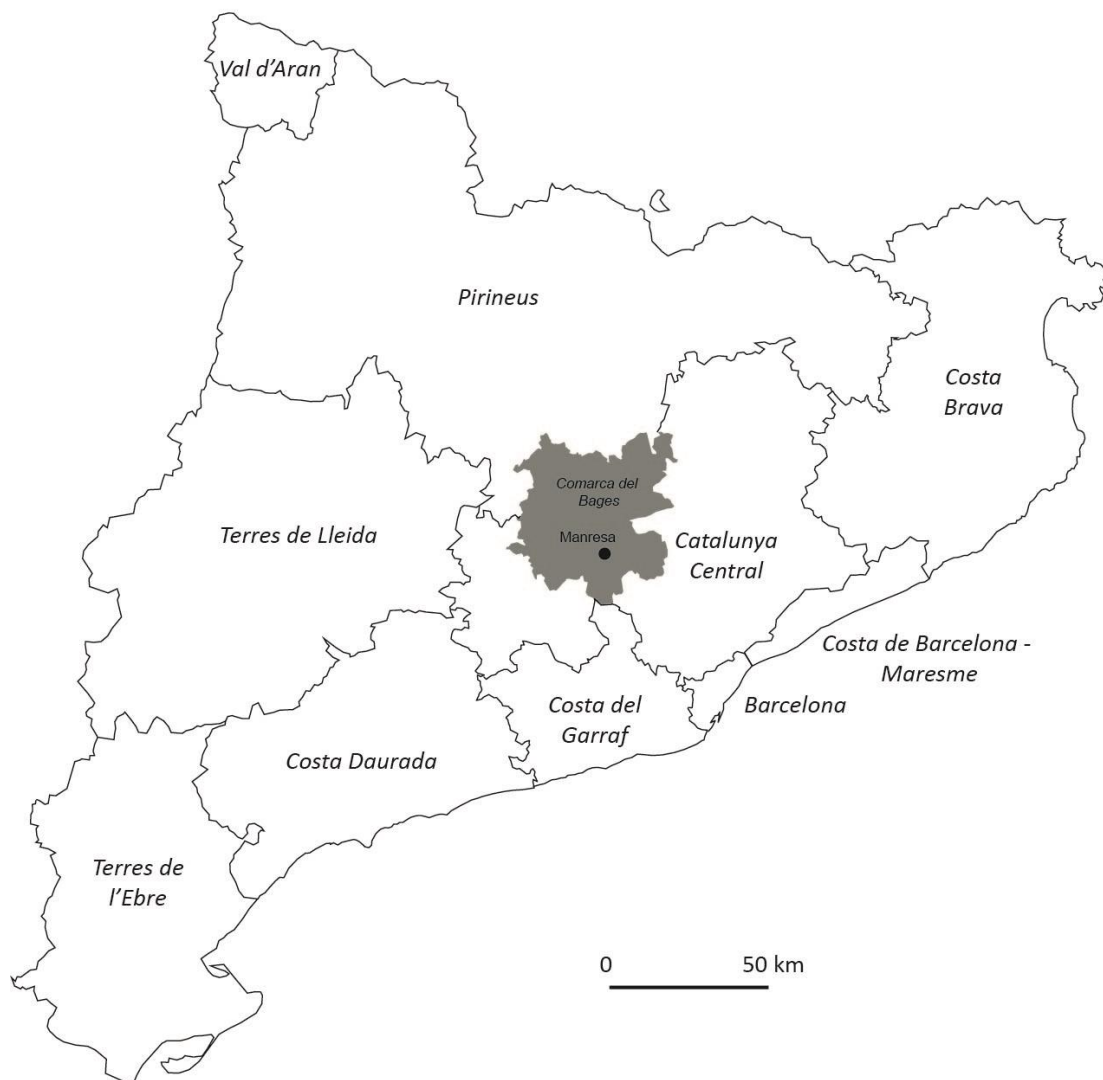 Val d'Aran
Pirineus
Costa
Brava
Comarca del
Bages
Terres de Lleida
Manresa
Catalunya
Central
Costa de Barcelona -
Maresme
Costa del
Garraf
Barcelona
Costa Daurada
Terres de
l'Ebre
0
50 km